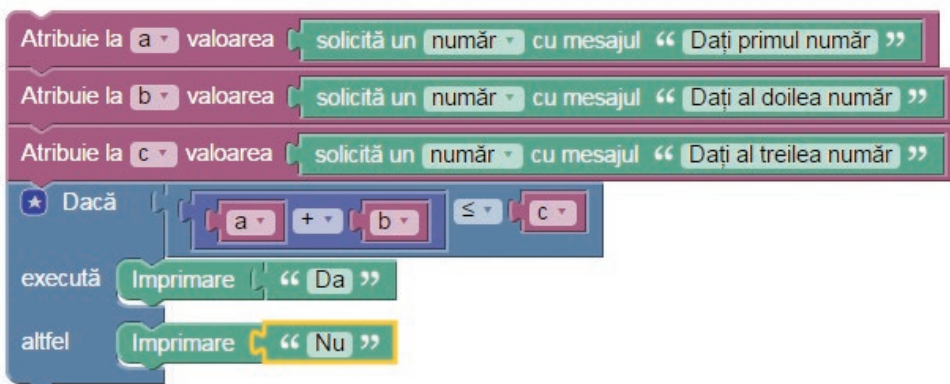 Atribuie la a valoarea solicită un număr cu mesajul “ Dați primul număr ”
Atribuie la b valoarea solicită un număr cu mesajul “ Dați al doilea număr ”
Atribuie la c valoarea solicită un număr cu mesajul “ Dați al treilea număr ”
Dacă a + b ≤ c
execută Imprimare “ Da ”
altfel Imprimare “ Nu ”